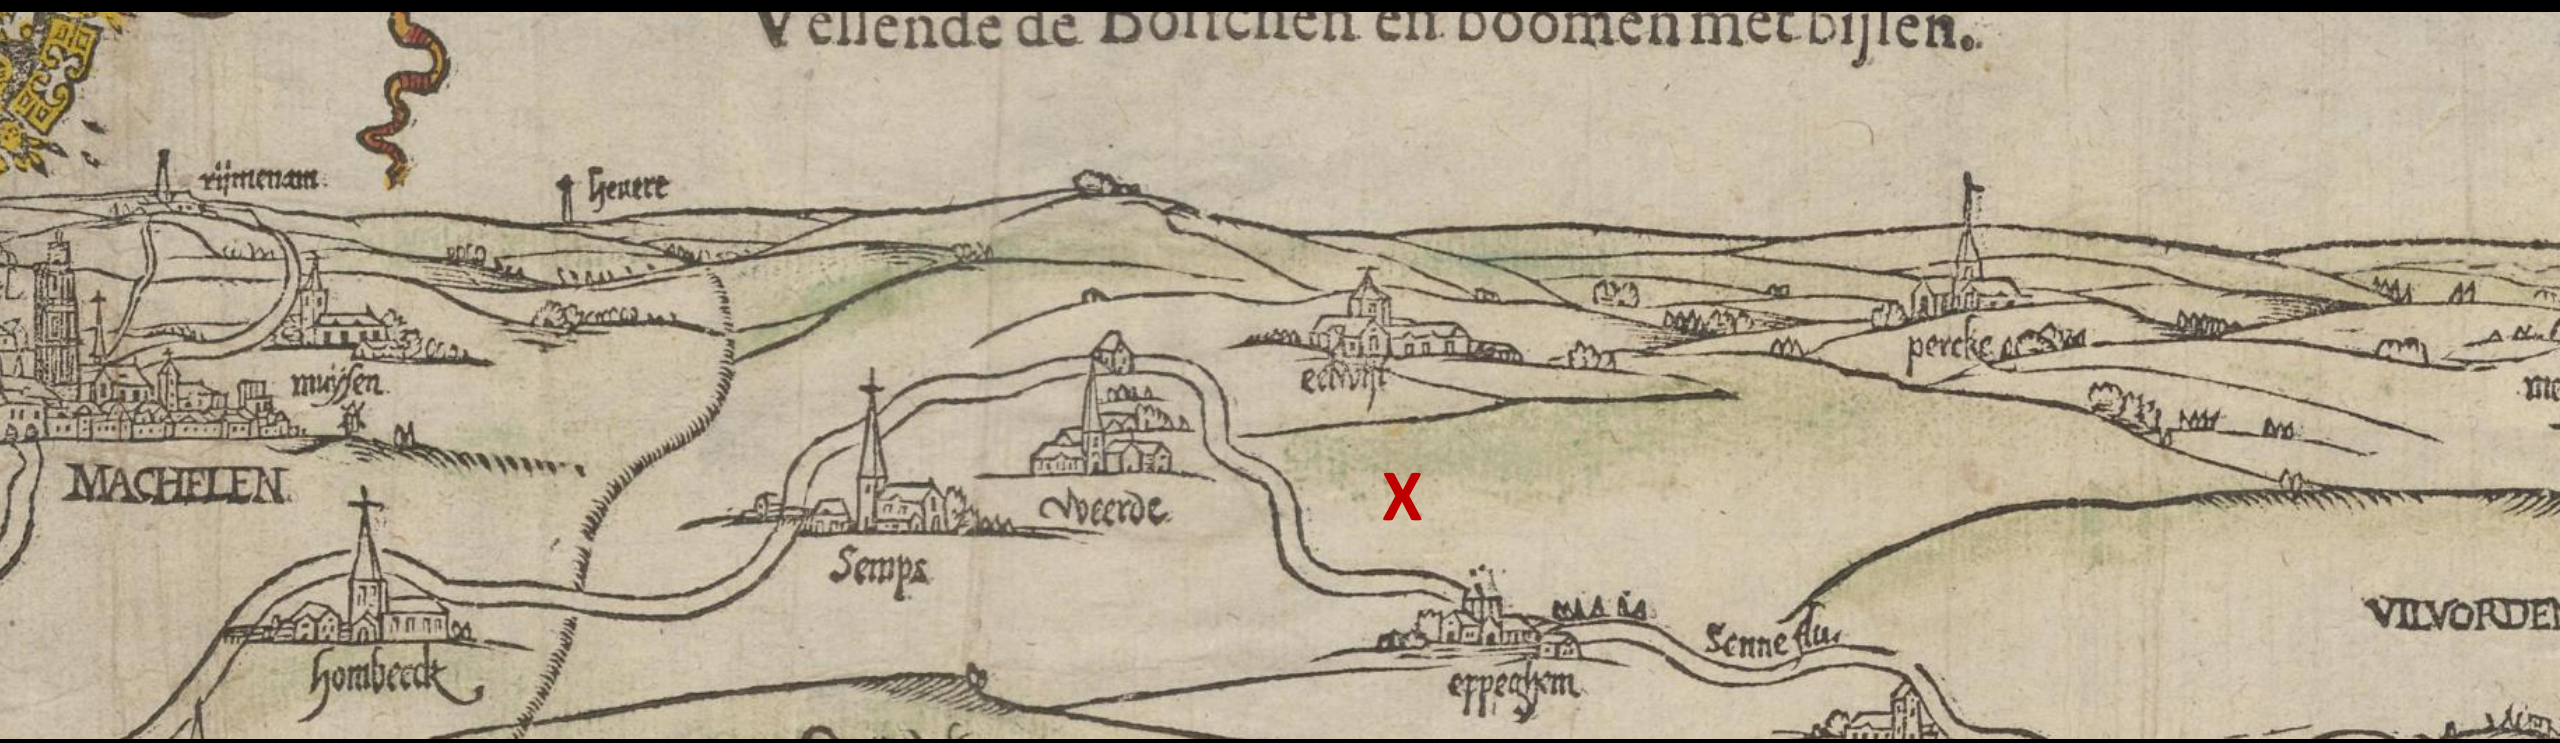 Vellende de Bosschen en boomen met bijlen.
rijmenam.
heuere
muijsen.
percke
MACHELEN
Semps
weerde
X
hombeeck
eppeghem
Senne flu.
VILVORDEN